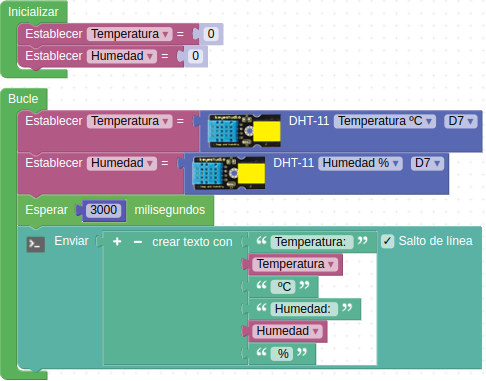 Inicializar
Establecer Temperatura = 0
Establecer Humedad = 0
Bucle
Establecer Temperatura = DHT-11 Temperatura ºC D7
Establecer Humedad = DHT-11 Humedad % D7
Esperar 3000 milisegundos
Enviar + − crear texto con “ Temperatura: ” ✓ Salto de línea
Temperatura
“ ºC ”
“ Humedad: ”
Humedad
“ % ”